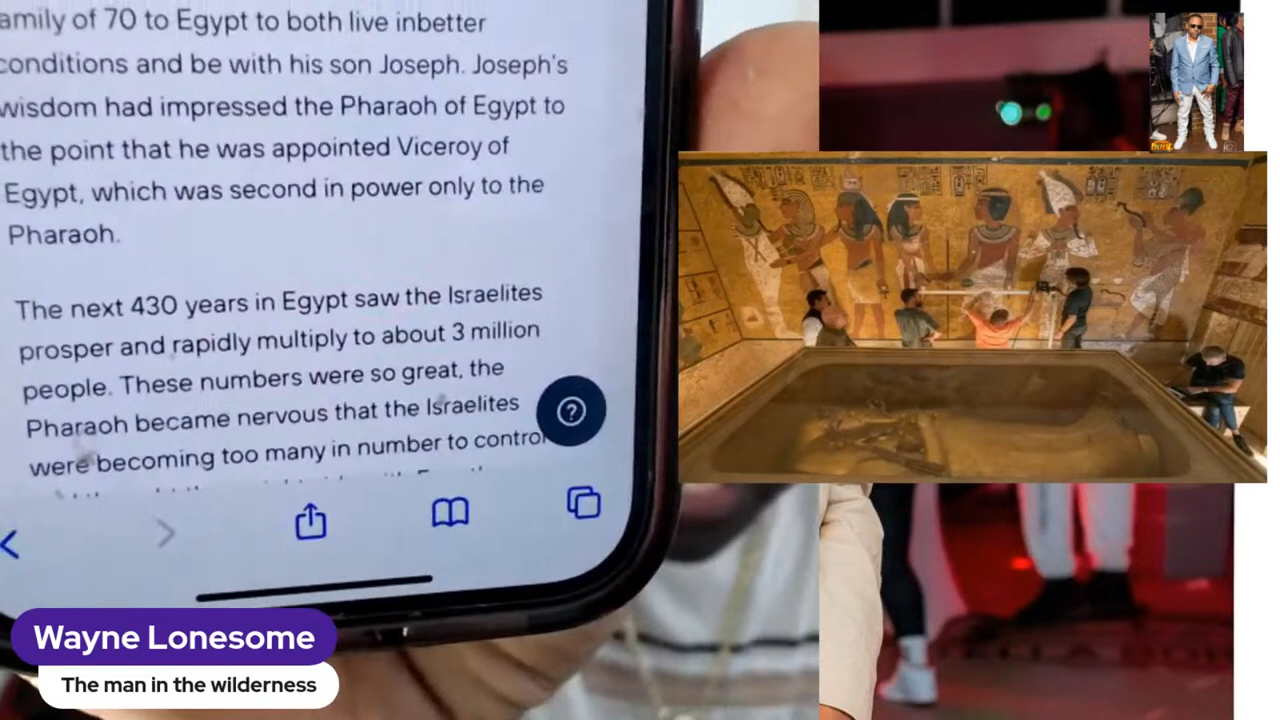 amily of 70 to Egypt to both live inbetter
conditions and be with his son Joseph. Joseph's
wisdom had impressed the Pharaoh of Egypt to
the point that he was appointed Viceroy of
Egypt, which was second in power only to the
Pharaoh.
The next 430 years in Egypt saw the Israelites
prosper and rapidly multiply to about 3 million
people. These numbers were so great, the
Pharaoh became nervous that the Israelites
were becoming too many in number to control
Wayne Lonesome
The man in the wilderness